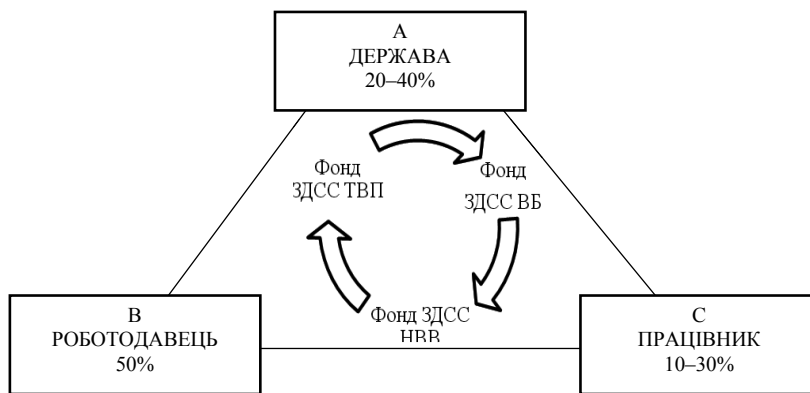 А
ДЕРЖАВА
20–40%
Фонд
ЗДСС ТВП
Фонд
ЗДСС ВБ
Фонд ЗДСС
НВВ
В
РОБОТОДАВЕЦЬ
50%
С
ПРАЦІВНИК
10–30%